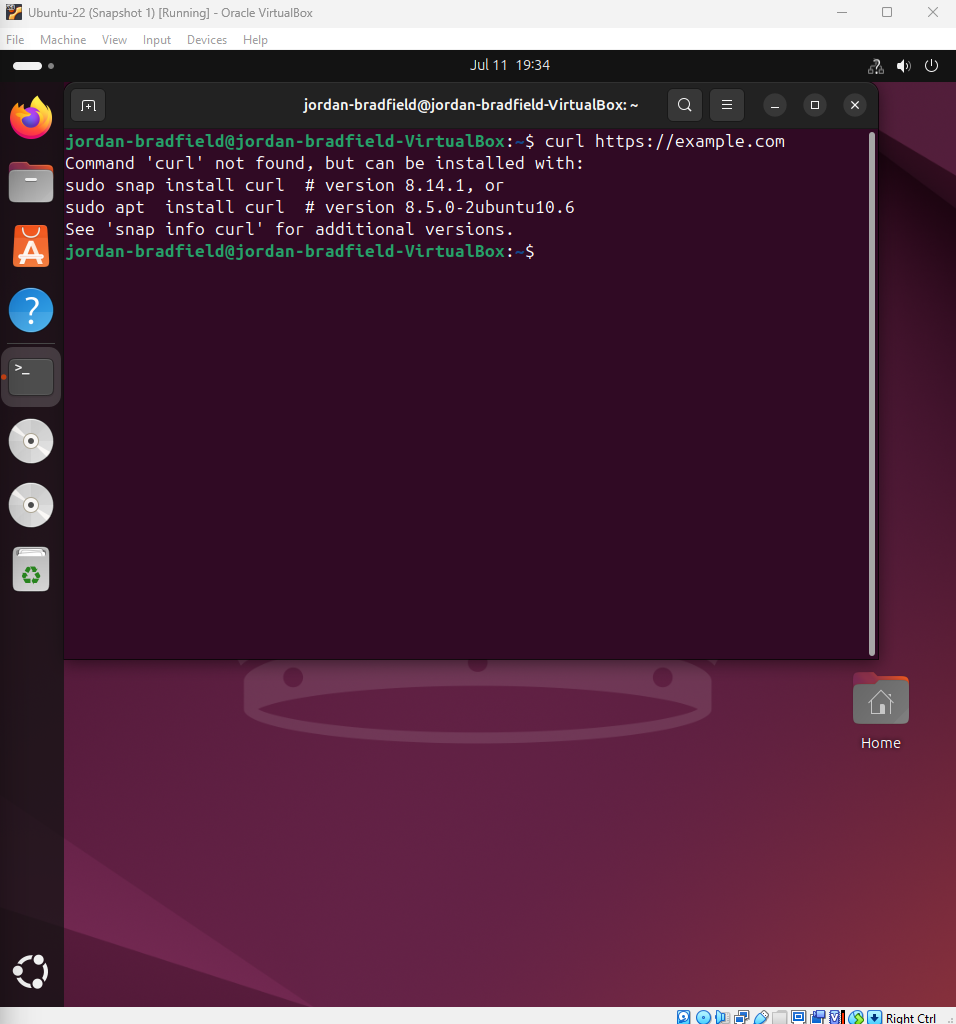 Ubuntu-22 (Snapshot 1) [Running] - Oracle VirtualBox
File Machine View Input Devices Help
Jul 11 19:34
jordan-bradfield@jordan-bradfield-VirtualBox: ~
jordan-bradfield@jordan-bradfield-VirtualBox:~$ curl https://example.com
Command 'curl' not found, but can be installed with:
sudo snap install curl  # version 8.14.1, or
sudo apt  install curl  # version 8.5.0-2ubuntu10.6
See 'snap info curl' for additional versions.
jordan-bradfield@jordan-bradfield-VirtualBox:~$
Home
Right Ctrl